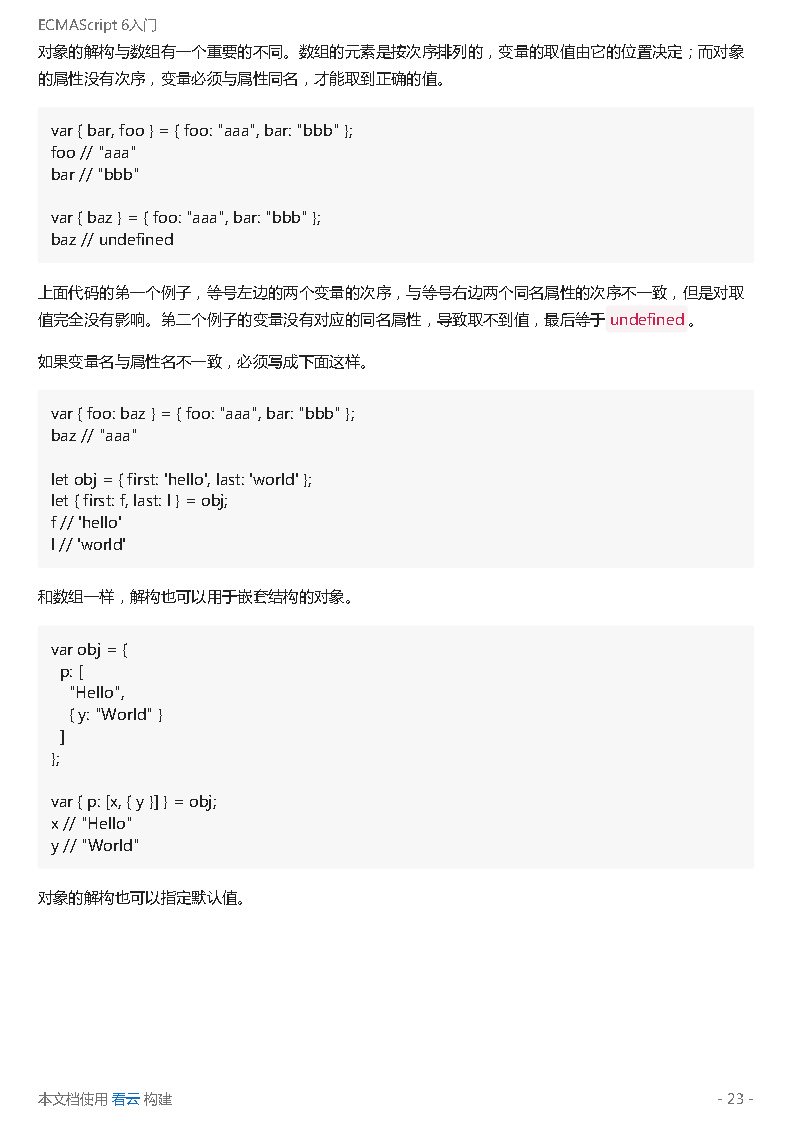 ECMAScript 6入门
对象的解构与数组有一个重要的不同。数组的元素是按次序排列的，变量的取值由它的位置决定；而对象
的属性没有次序，变量必须与属性同名，才能取到正确的值。
var { bar, foo } = { foo: "aaa", bar: "bbb" };
foo // "aaa"
bar // "bbb"
var { baz } = { foo: "aaa", bar: "bbb" };
baz // undefined
上面代码的第一个例子，等号左边的两个变量的次序，与等号右边两个同名属性的次序不一致，但是对取
值完全没有影响。第二个例子的变量没有对应的同名属性，导致取不到值，最后等于 undefined 。
如果变量名与属性名不一致，必须写成下面这样。
var { foo: baz } = { foo: "aaa", bar: "bbb" };
baz // "aaa"
let obj = { first: 'hello', last: 'world' };
let { first: f, last: l } = obj;
f // 'hello'
l // 'world'
和数组一样，解构也可以用于嵌套结构的对象。
var obj = {
  p: [
    "Hello",
    { y: "World" }
  ]
};
var { p: [x, { y }] } = obj;
x // "Hello"
y // "World"
对象的解构也可以指定默认值。
本文档使用 看云 构建 - 23 -